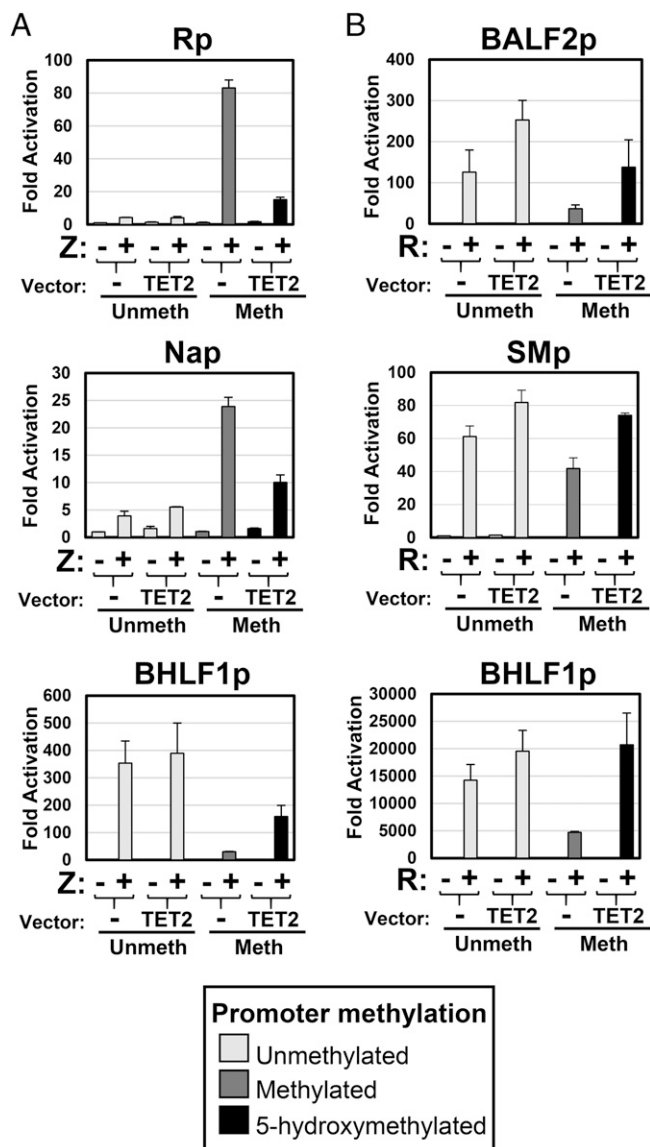 A
Rp
Fold Activation
100
80
60
40
20
0
Z: - + - + - + - +
Vector: - TET2 - TET2
Unmeth Meth
Nap
Fold Activation
30
25
20
15
10
5
0
Z: - + - + - + - +
Vector: - TET2 - TET2
Unmeth Meth
BHLF1p
Fold Activation
600
500
400
300
200
100
0
Z: - + - + - + - +
Vector: - TET2 - TET2
Unmeth Meth
B
BALF2p
Fold Activation
400
300
200
100
0
R: - + - + - + - +
Vector: - TET2 - TET2
Unmeth Meth
SMp
Fold Activation
100
80
60
40
20
0
R: - + - + - + - +
Vector: - TET2 - TET2
Unmeth Meth
BHLF1p
Fold Activation
30000
25000
20000
15000
10000
5000
0
R: - + - + - + - +
Vector: - TET2 - TET2
Unmeth Meth
Promoter methylation
Unmethylated
Methylated
5-hydroxymethylated